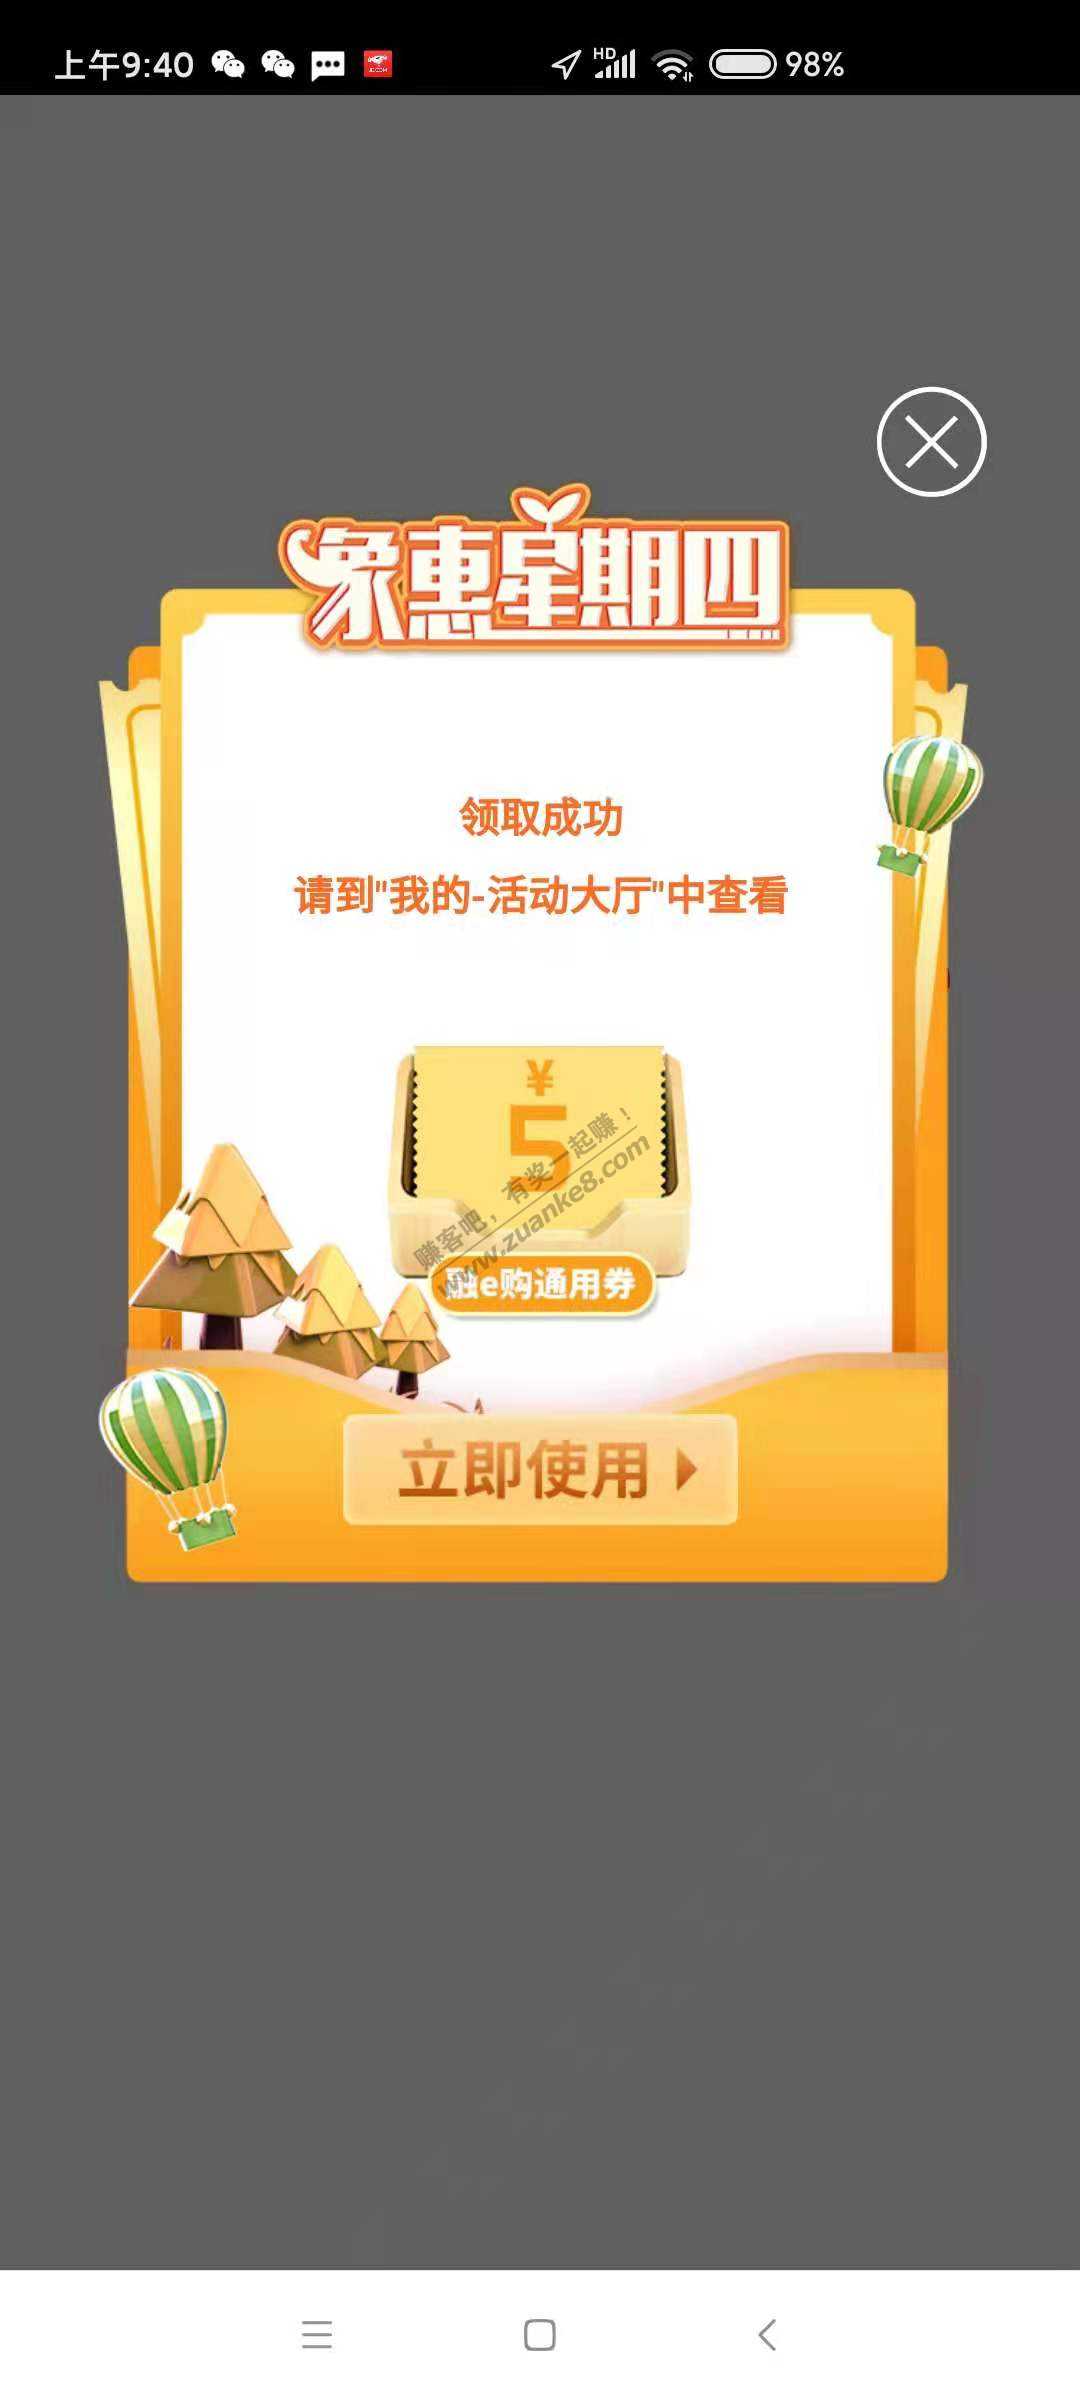 上午9:40
HD
98%
象惠星期四
领取成功
请到"我的-活动大厅"中查看
¥
5
赚客吧，有奖一起赚！
www.zuanke8.com
融e购通用券
立即使用